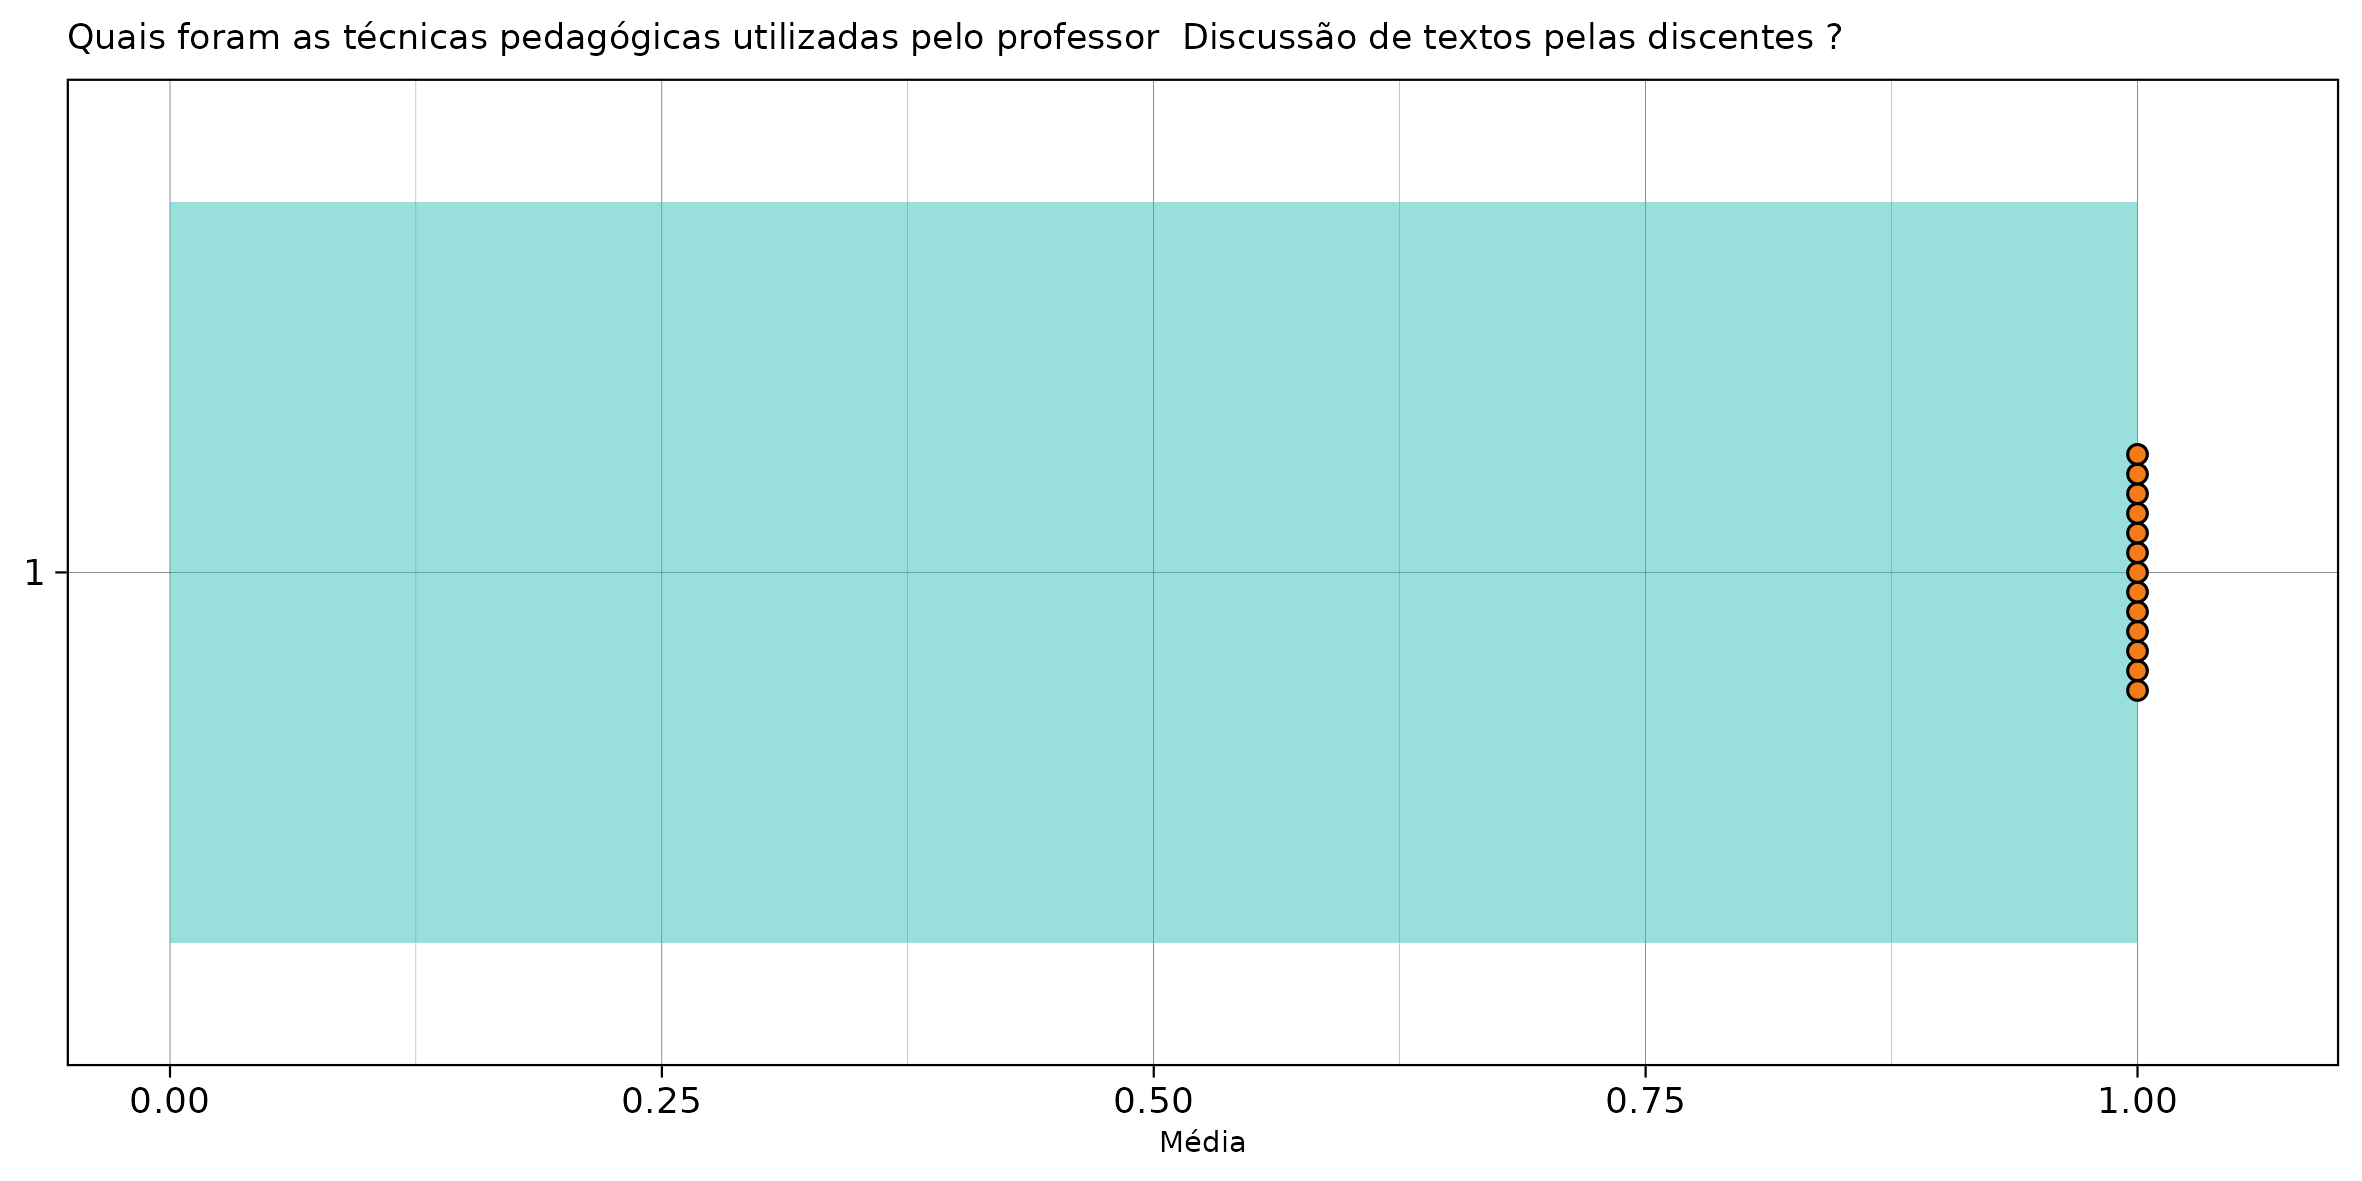 Quais foram as técnicas pedagógicas utilizadas pelo professor  Discussão de textos pelas discentes ?
1
0.00 0.25 0.50 0.75 1.00
Média